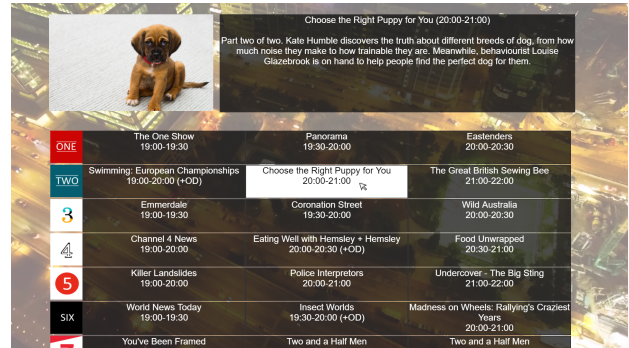 Choose the Right Puppy for You (20:00-21:00)
Part two of two. Kate Humble discovers the truth about different breeds of dog, from how
much noise they make to how trainable they are. Meanwhile, behaviourist Louise
Glazebrook is on hand to help people find the perfect dog for them.
ONE
The One Show
19:00-19:30
Panorama
19:30-20:00
Eastenders
20:00-20:30
TWO
Swimming: European Championships
19:00-20:00 (+OD)
Choose the Right Puppy for You
20:00-21:00
The Great British Sewing Bee
21:00-22:00
3
Emmerdale
19:00-19:30
Coronation Street
19:30-20:00
Wild Australia
20:00-20:30
4
Channel 4 News
19:00-20:00
Eating Well with Hemsley + Hemsley
20:00-20:30 (+OD)
Food Unwrapped
20:30-21:00
5
Killer Landslides
19:00-20:00
Police Interpretors
20:00-21:00
Undercover - The Big Sting
21:00-22:00
SIX
World News Today
19:00-19:30
Insect Worlds
19:30-20:00 (+OD)
Madness on Wheels: Rallying's Craziest
Years
20:00-21:00
You've Been Framed
Two and a Half Men
Two and a Half Men